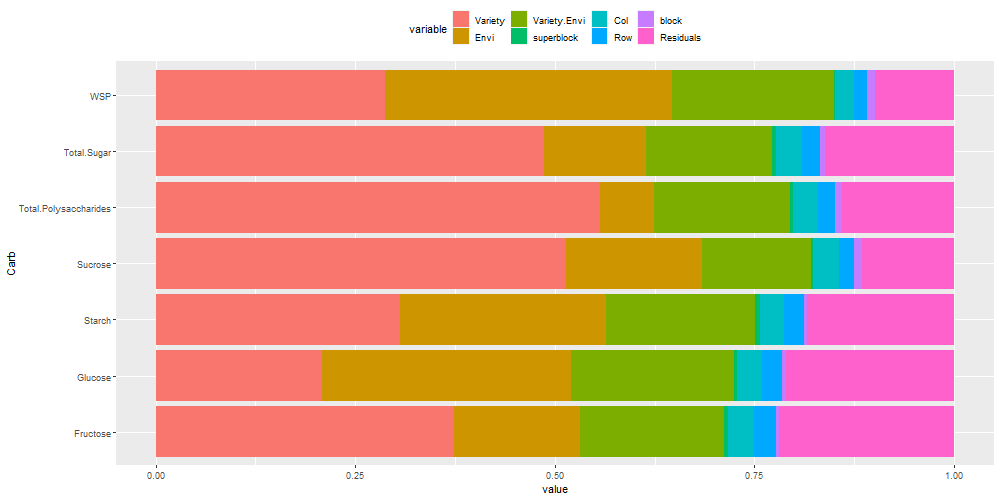 variable
Variety Variety.Envi Col block
Envi superblock Row Residuals
Carb
WSP
Total.Sugar
Total.Polysaccharides
Sucrose
Starch
Glucose
Fructose
0.00 0.25 0.50 0.75 1.00
value